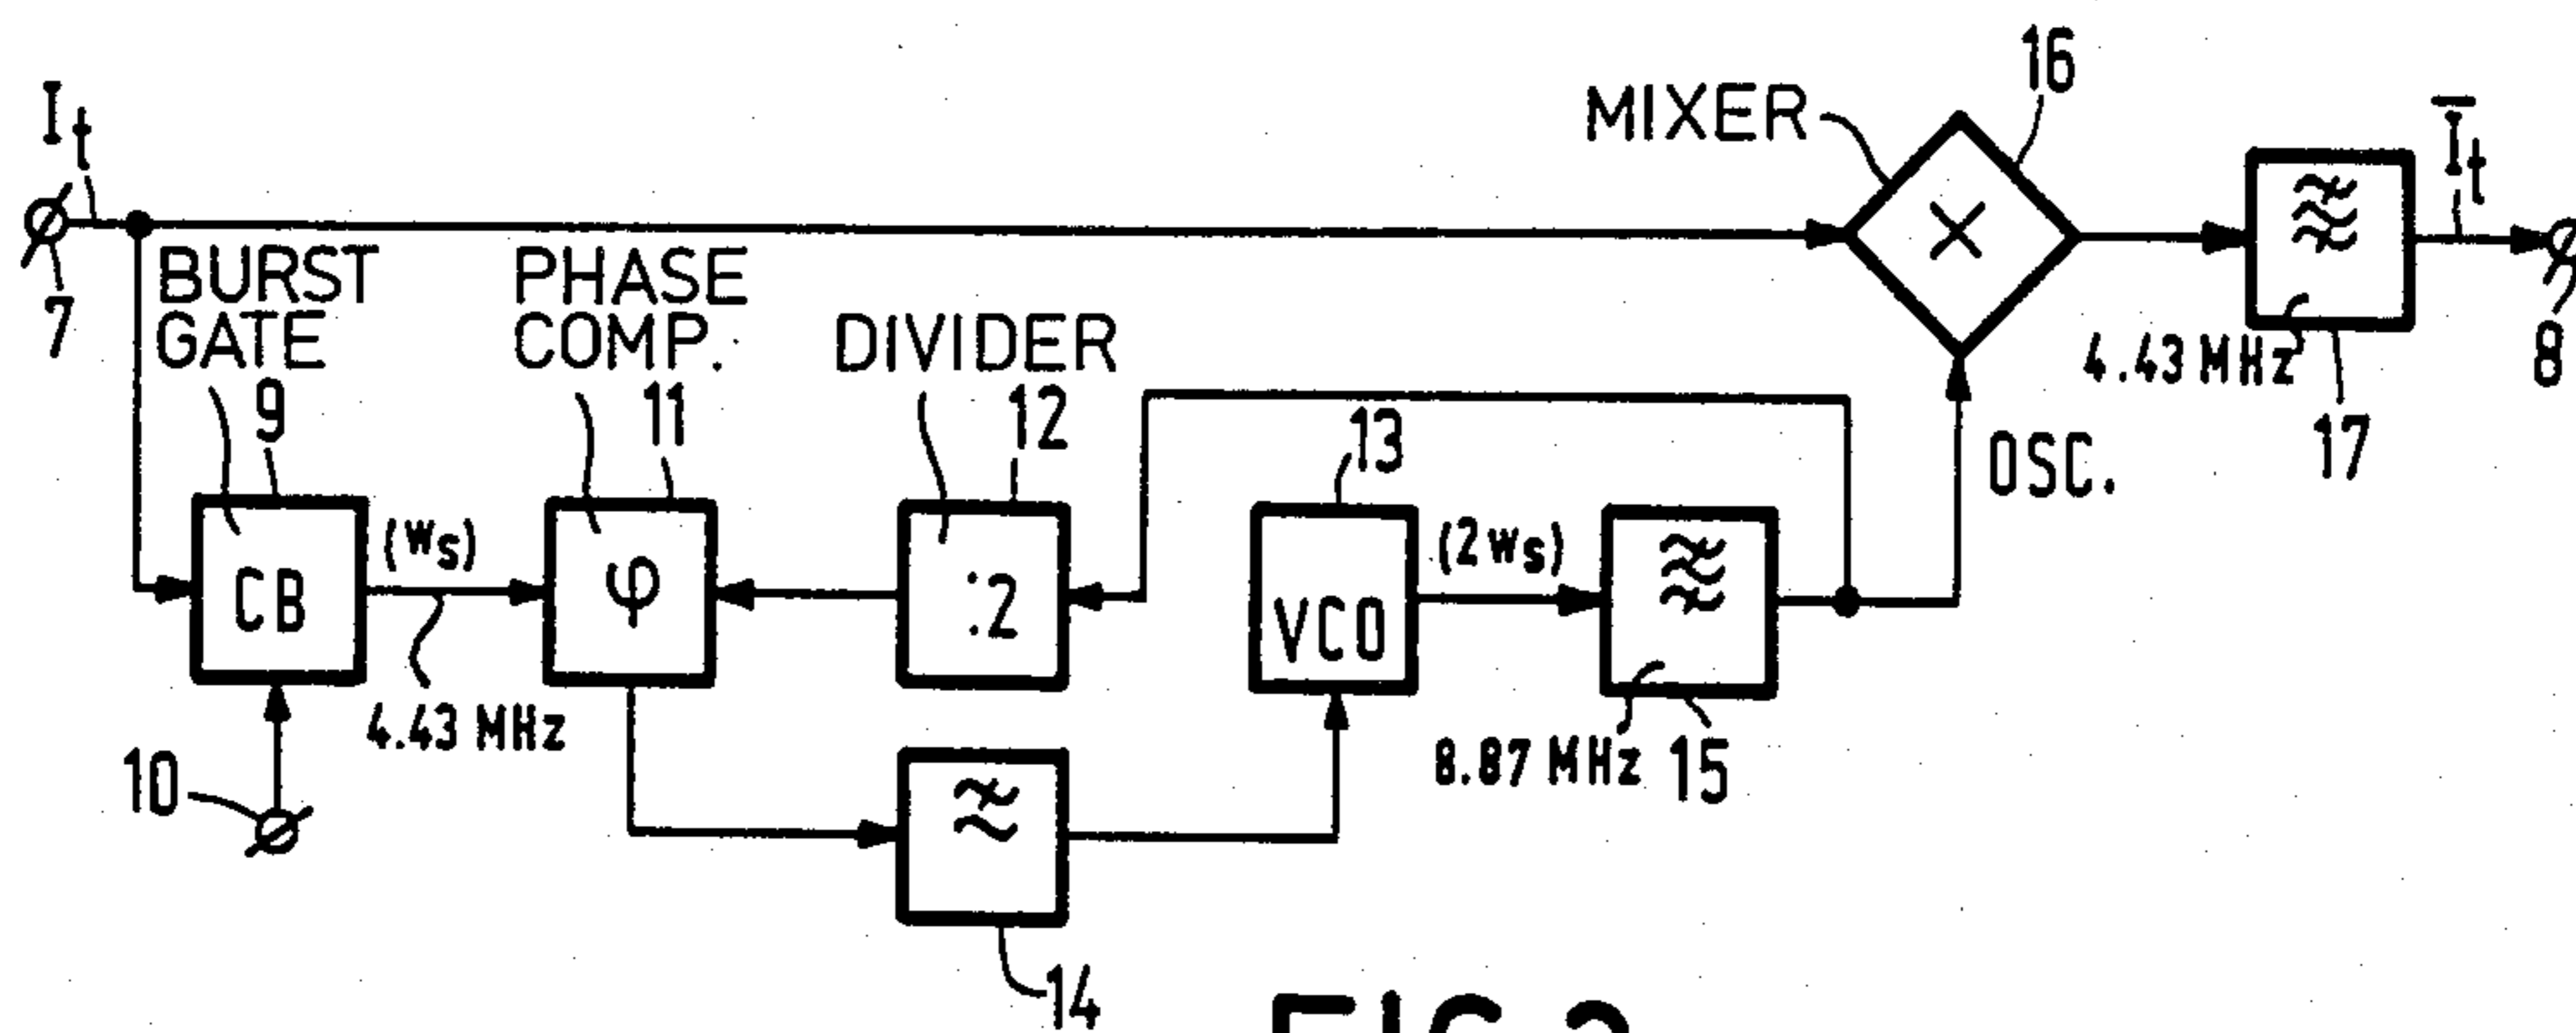 It
7
BURST
GATE
9
CB
10
(ws)
4.43 MHz
PHASE
COMP.
11
φ
DIVIDER
12
:2
14
13
VCO
(2ws)
8.87 MHz
15
MIXER
16
X
OSC.
4.43 MHz
17
I̅t
8